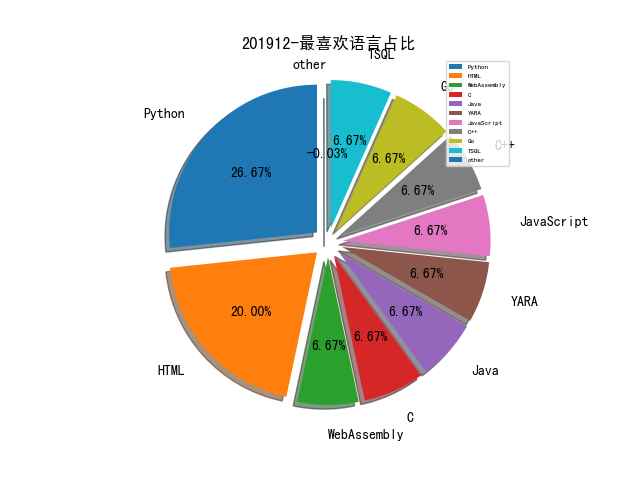 201912-最喜欢语言占比
TSQL
other
Python
Python
HTML
WebAssembly
C
Java
YARA
JavaScript
C++
Go
TSQL
other
Go
C++
JavaScript
YARA
Java
C
WebAssembly
HTML
26.67%
20.00%
6.67%
6.67%
6.67%
6.67%
6.67%
6.67%
6.67%
6.67%
-0.03%